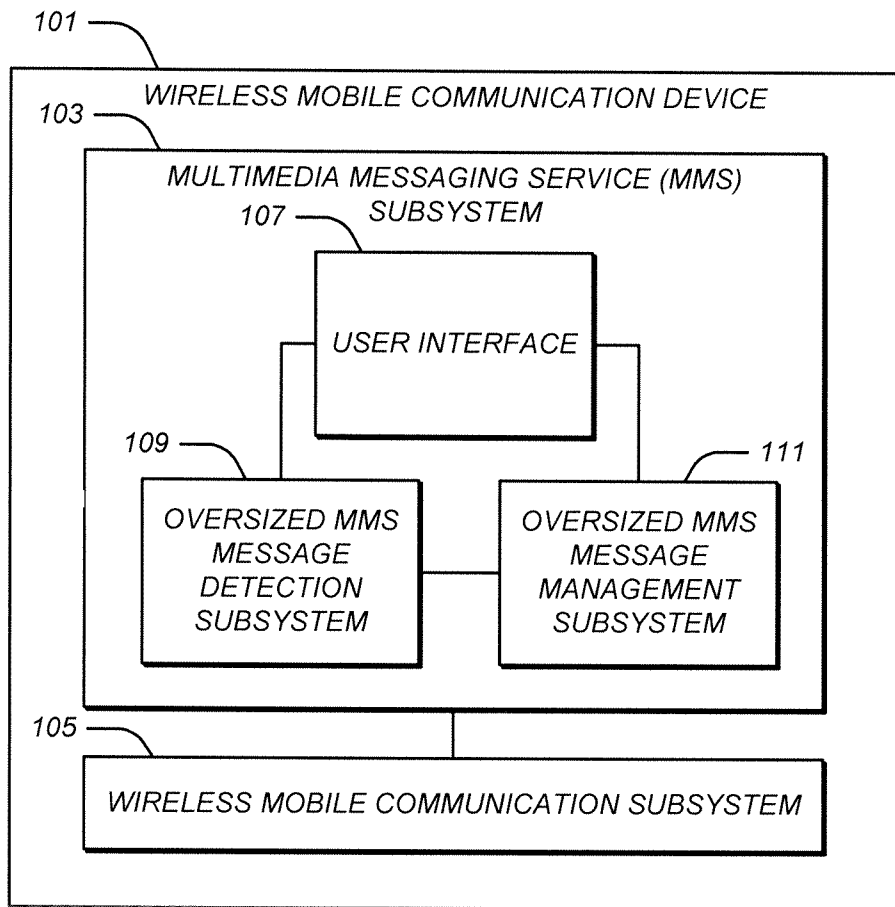 101
WIRELESS MOBILE COMMUNICATION DEVICE
103
MULTIMEDIA MESSAGING SERVICE (MMS)
SUBSYSTEM
107
USER INTERFACE
109
OVERSIZED MMS
MESSAGE
DETECTION
SUBSYSTEM
111
OVERSIZED MMS
MESSAGE
MANAGEMENT
SUBSYSTEM
105
WIRELESS MOBILE COMMUNICATION SUBSYSTEM